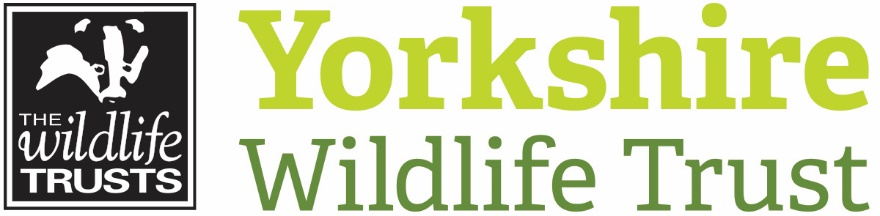 THE
wildlife
TRUSTS
Yorkshire
Wildlife Trust